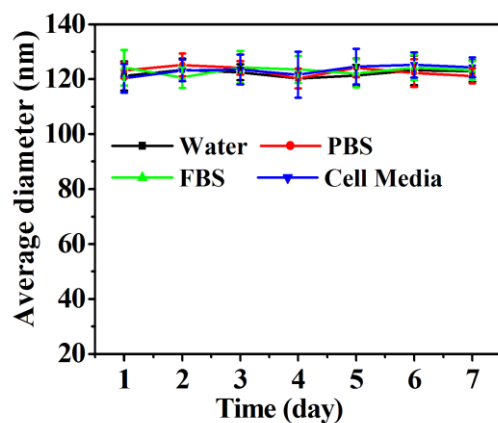 Average diameter (nm)
140
120
100
80
60
40
20
Water
PBS
FBS
Cell Media
1 2 3 4 5 6 7
Time (day)